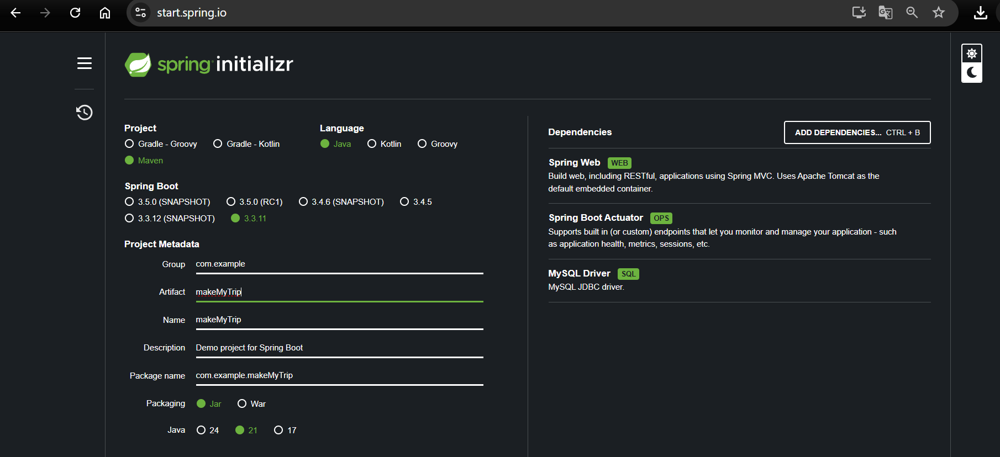 start.spring.io
spring initializr
Project
Gradle - Groovy Gradle - Kotlin
Maven
Language
Java Kotlin Groovy
Spring Boot
3.5.0 (SNAPSHOT) 3.5.0 (RC1) 3.4.6 (SNAPSHOT) 3.4.5
3.3.12 (SNAPSHOT) 3.3.11
Project Metadata
Group com.example
Artifact makeMyTrip
Name makeMyTrip
Description Demo project for Spring Boot
Package name com.example.makeMyTrip
Packaging Jar War
Java 24 21 17
Dependencies ADD DEPENDENCIES... CTRL + B
Spring Web WEB
Build web, including RESTful, applications using Spring MVC. Uses Apache Tomcat as the
default embedded container.
Spring Boot Actuator OPS
Supports built in (or custom) endpoints that let you monitor and manage your application - such
as application health, metrics, sessions, etc.
MySQL Driver SQL
MySQL JDBC driver.